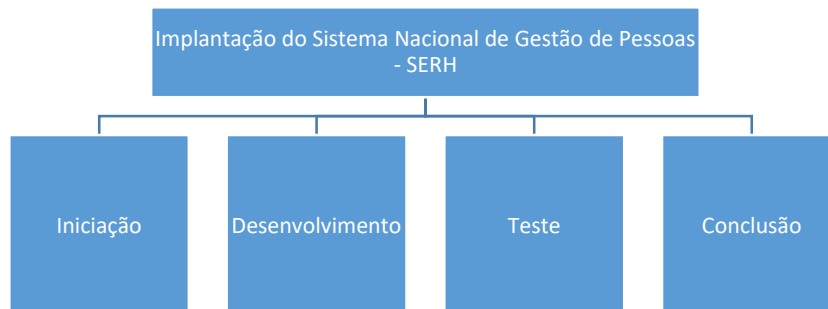 Implantação do Sistema Nacional de Gestão de Pessoas
- SERH
Iniciação
Desenvolvimento
Teste
Conclusão